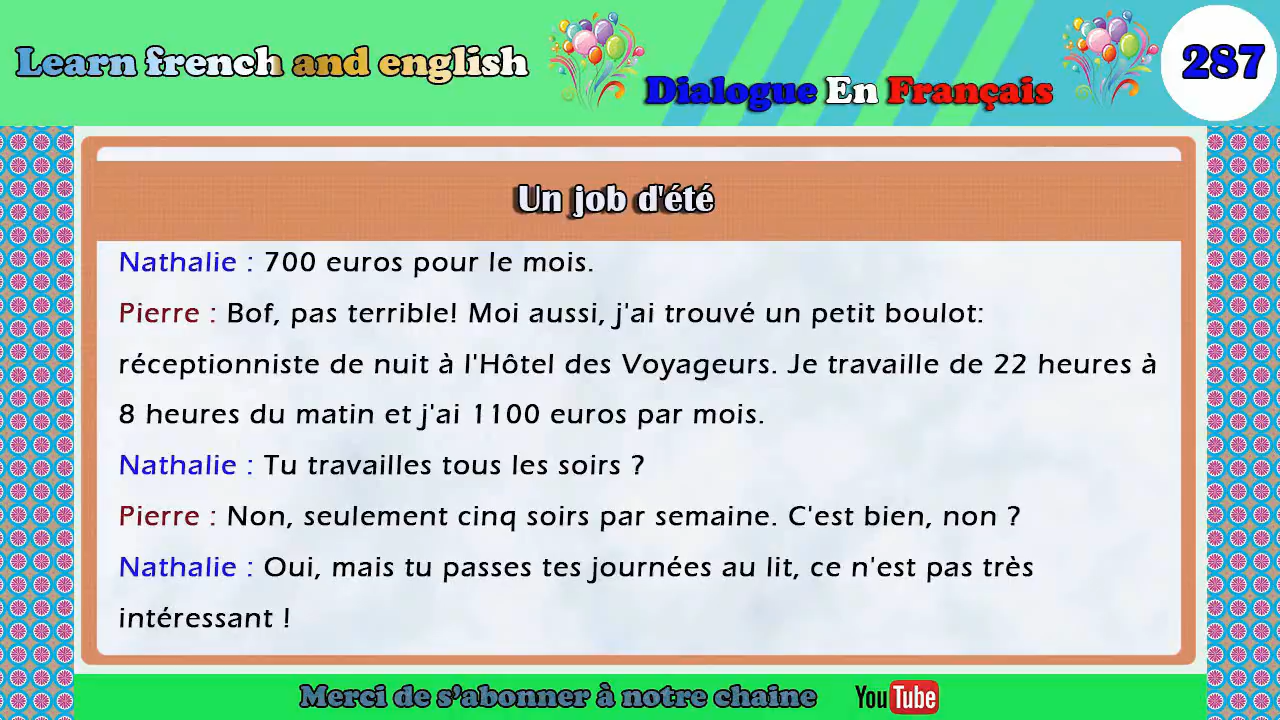 Learn french and english
Dialogue En Français
287
Un job d'été
Nathalie : 700 euros pour le mois.
Pierre : Bof, pas terrible! Moi aussi, j'ai trouvé un petit boulot:
réceptionniste de nuit à l'Hôtel des Voyageurs. Je travaille de 22 heures à
8 heures du matin et j'ai 1100 euros par mois.
Nathalie : Tu travailles tous les soirs ?
Pierre : Non, seulement cinq soirs par semaine. C'est bien, non ?
Nathalie : Oui, mais tu passes tes journées au lit, ce n'est pas très
intéressant !
Merci de s'abonner à notre chaine YouTube